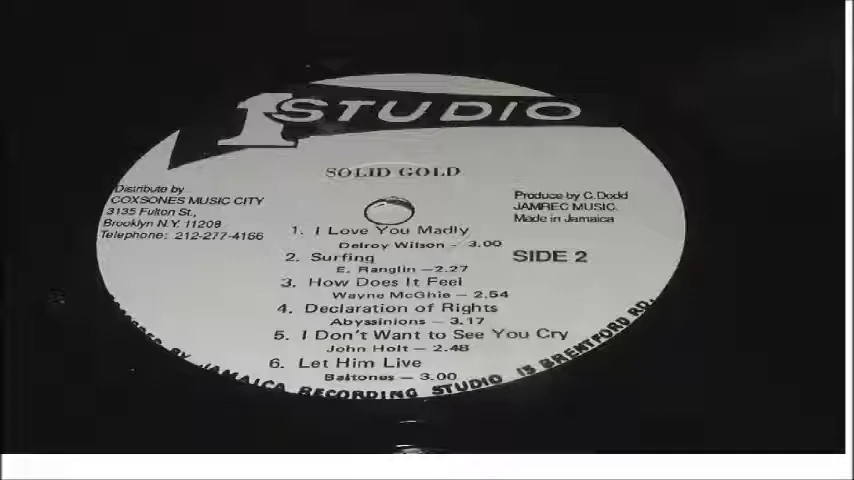 1 STUDIO
SOLID GOLD
Distribute by
COXSONES MUSIC CITY
3135 Fulton St.,
Brooklyn N.Y. 11208
Telephone: 212-277-4166
Produce by C. Dodd
JAMREC MUSIC.
Made in Jamaica
SIDE 2
1. I Love You Madly
Delroy Wilson - 3.00
2. Surfing
E. Ranglin — 2.27
3. How Does It Feel
Wayne McGhie — 2.54
4. Declaration of Rights
Abyssinions — 3.17
5. I Don't Want to See You Cry
John Holt — 2.48
6. Let Him Live
Baltones — 3.00
BY JAMAICA RECORDING STUDIO 13 BRENTFORD RD.